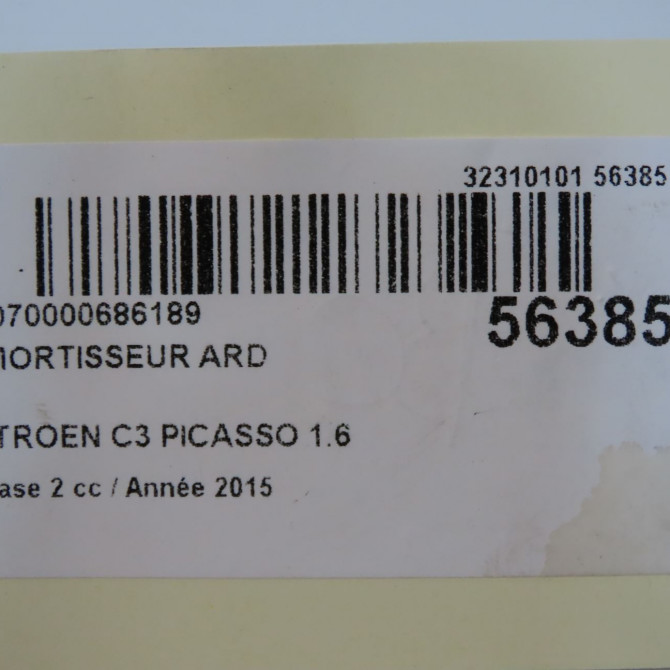 32310101 56385
070000686189
56385
MORTISSEUR ARD
TROEN C3 PICASSO 1.6
ase 2 cc / Année 2015